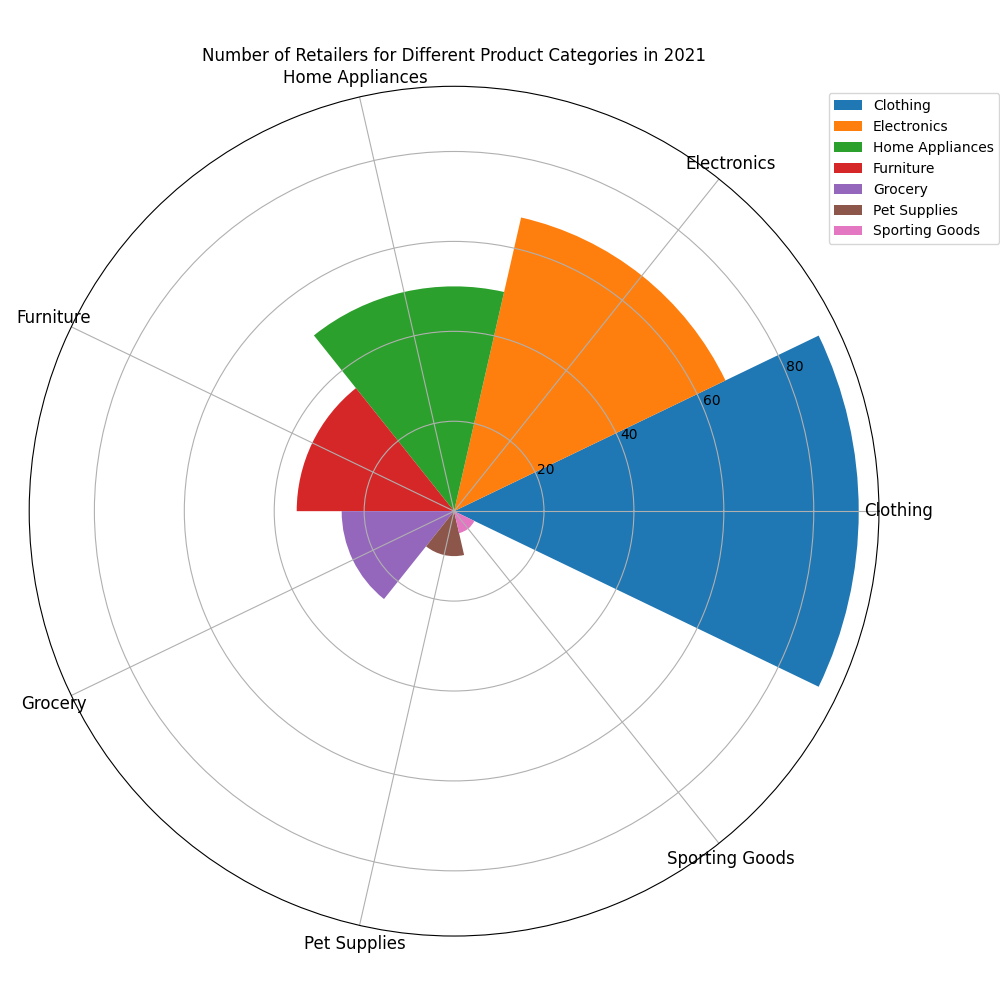 Number of Retailers for Different Product Categories in 2021
Home Appliances
Electronics
Furniture
Clothing
Grocery
Sporting Goods
Pet Supplies
80
60
40
20
Clothing
Electronics
Home Appliances
Furniture
Grocery
Pet Supplies
Sporting Goods